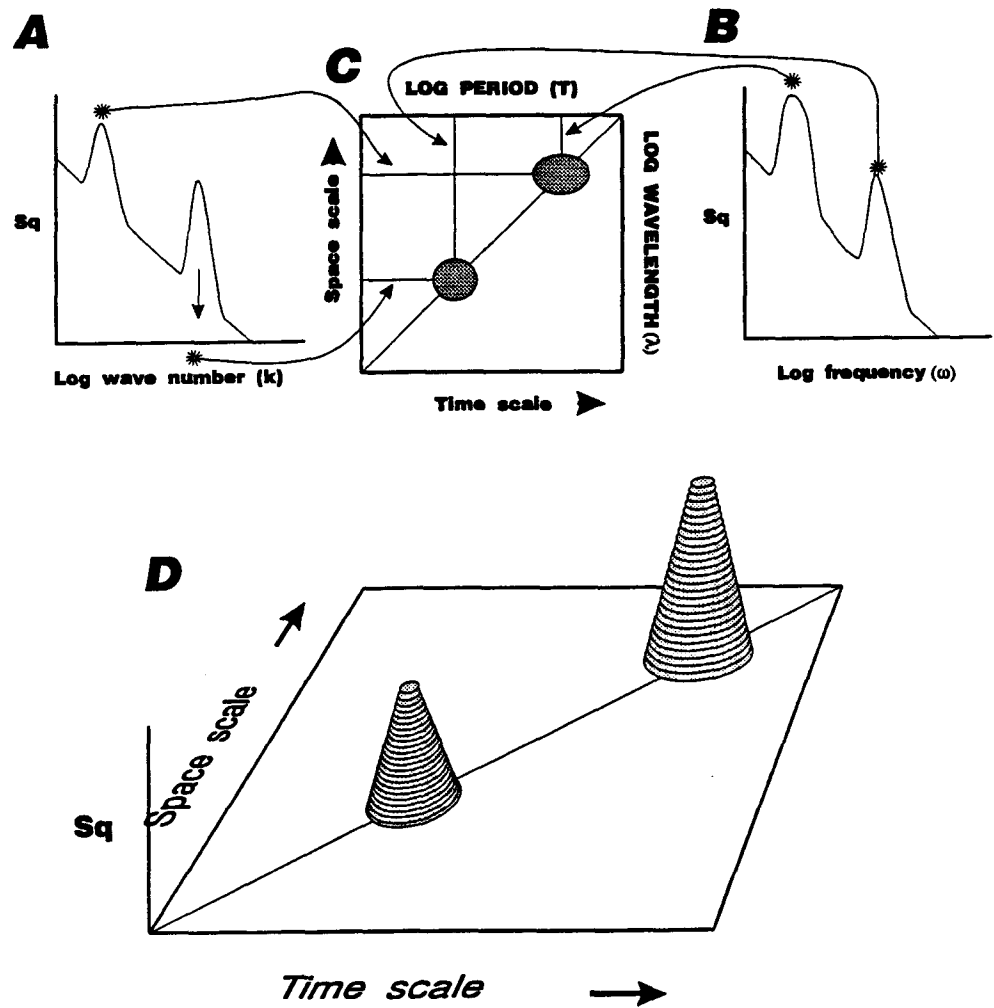 A
B
C
LOG PERIOD (T)
Sq
Space scale
LOG WAVELENGTH (λ)
Sq
Log wave number (k)
Time scale
Log frequency (ω)
D
Space scale
Sq
Time scale